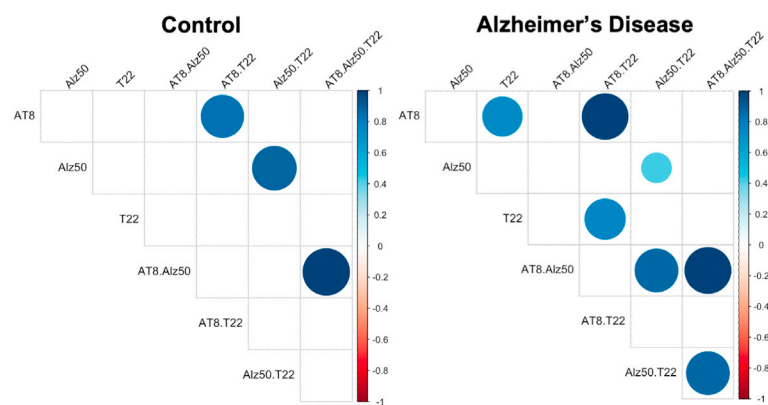 Control
Alz50
T22
AT8.Alz50
AT8.T22
Alz50.T22
AT8.Alz50.T22
AT8
Alz50
T22
AT8.Alz50
AT8.T22
Alz50.T22
1
0.8
0.6
0.4
0.2
0
-0.2
-0.4
-0.6
-0.8
-1
Alzheimer's Disease
Alz50
T22
AT8.Alz50
AT8.T22
Alz50.T22
AT8.Alz50.T22
AT8
Alz50
T22
AT8.Alz50
AT8.T22
Alz50.T22
1
0.8
0.6
0.4
0.2
0
-0.2
-0.4
-0.6
-0.8
-1